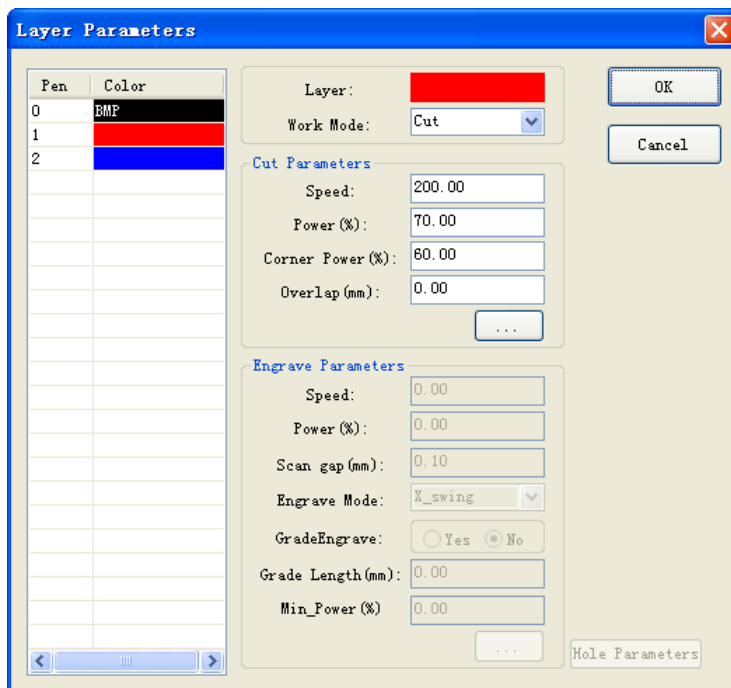 Layer Parameters
Pen Color
0 BMP
1
2
Layer:
Work Mode: Cut
Cut Parameters
Speed: 200.00
Power(%): 70.00
Corner Power(%): 60.00
Overlap(mm): 0.00
...
Engrave Parameters
Speed: 0.00
Power(%): 0.00
Scan gap(mm): 0.10
Engrave Mode: X_swing
GradeEngrave: Yes No
Grade Length(mm): 0.00
Min_Power(%) 0.00
...
OK
Cancel
Hole Parameters